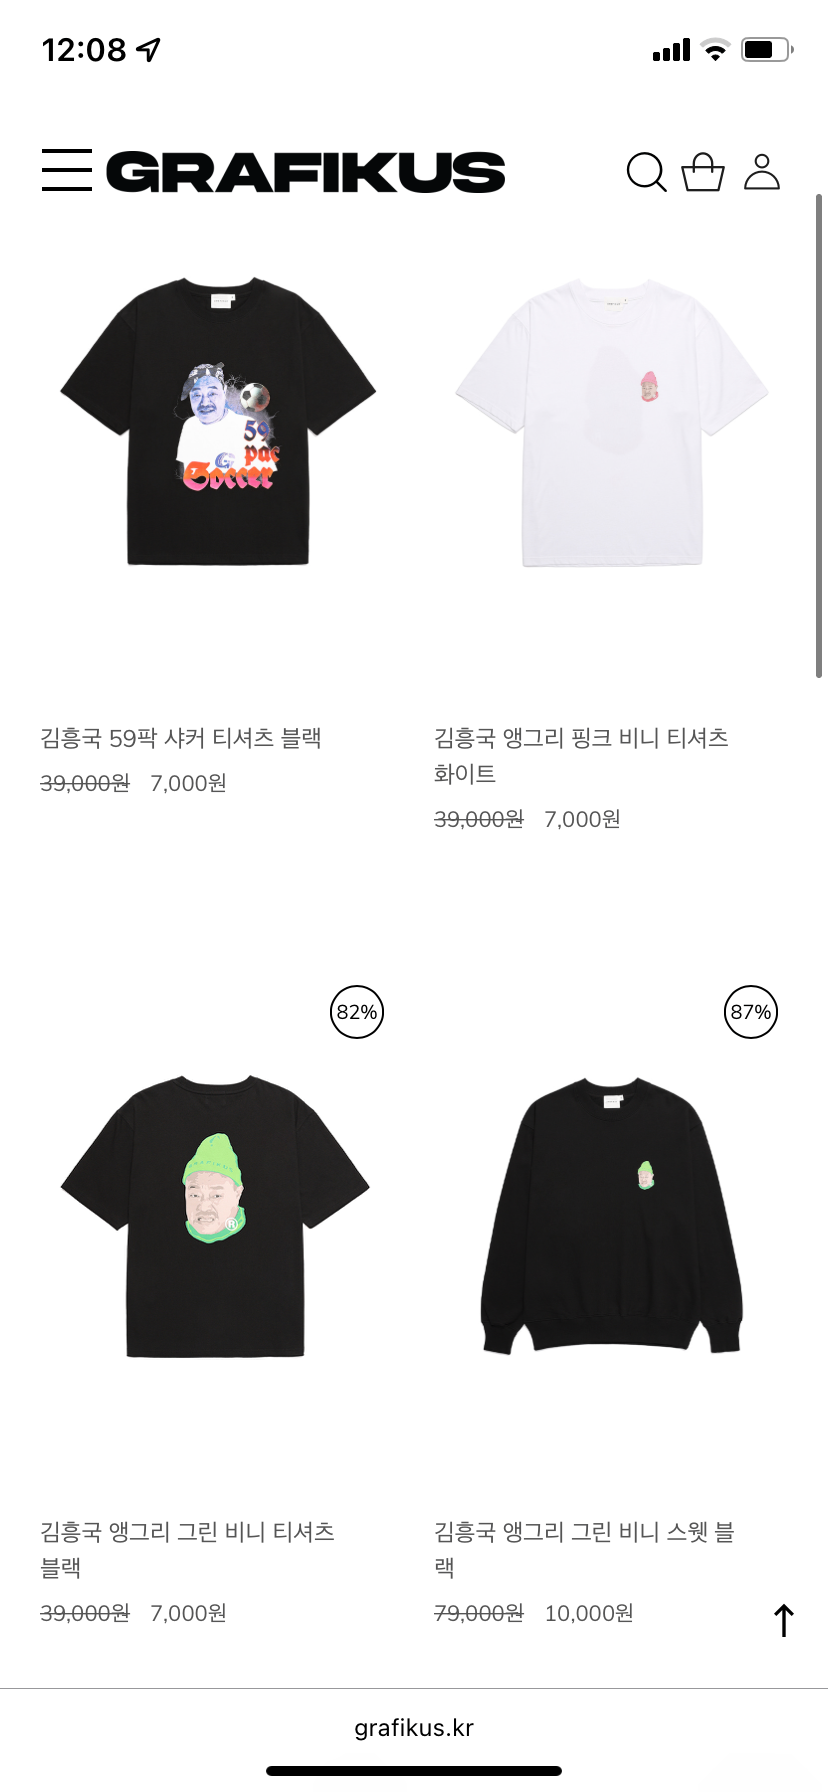 12:08
GRAFIKUS
59
pac
G
Soccer
김흥국 59팍 샤커 티셔츠 블랙
39,000원 7,000원
김흥국 앵그리 핑크 비니 티셔츠
화이트
39,000원 7,000원
82%
87%
®
김흥국 앵그리 그린 비니 티셔츠
블랙
39,000원 7,000원
김흥국 앵그리 그린 비니 스웻 블
랙
79,000원 10,000원
grafikus.kr